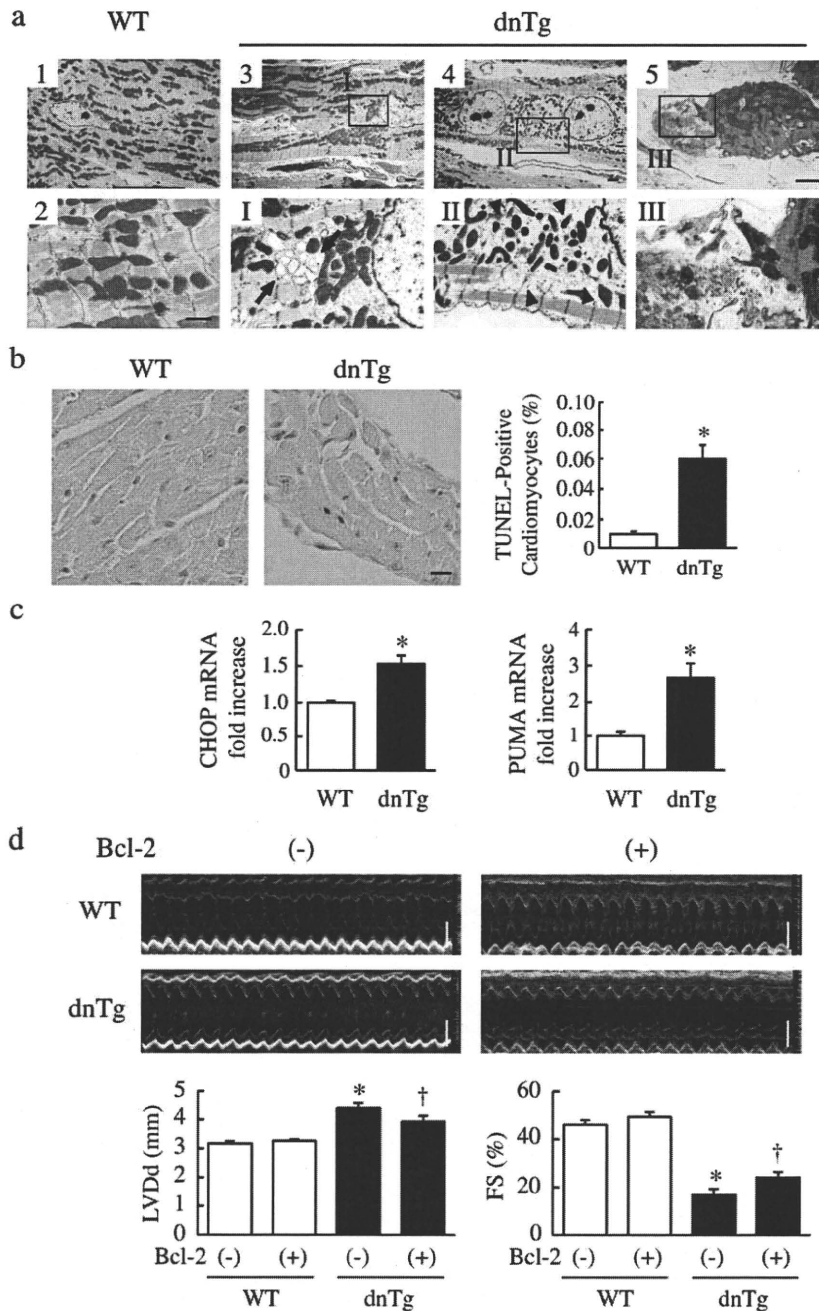 a
WT
dnTg
1
3
I
4
II
5
III
2
I
II
III
b
WT
dnTg
TUNEL-Positive
Cardiomyocytes (%)
0.10
0.08
0.06
0.04
0.02
0
WT
dnTg
*
c
CHOP mRNA
fold increase
2.0
1.5
1.0
0.5
0
*
WT
dnTg
PUMA mRNA
fold increase
4
3
2
1
0
*
WT
dnTg
d
Bcl-2
(-)
(+)
WT
dnTg
LVDd (mm)
5
4
3
2
1
0
*
†
Bcl-2 (-) (+) (-) (+)
WT
dnTg
FS (%)
60
40
20
0
*
†
Bcl-2 (-) (+) (-) (+)
WT
dnTg